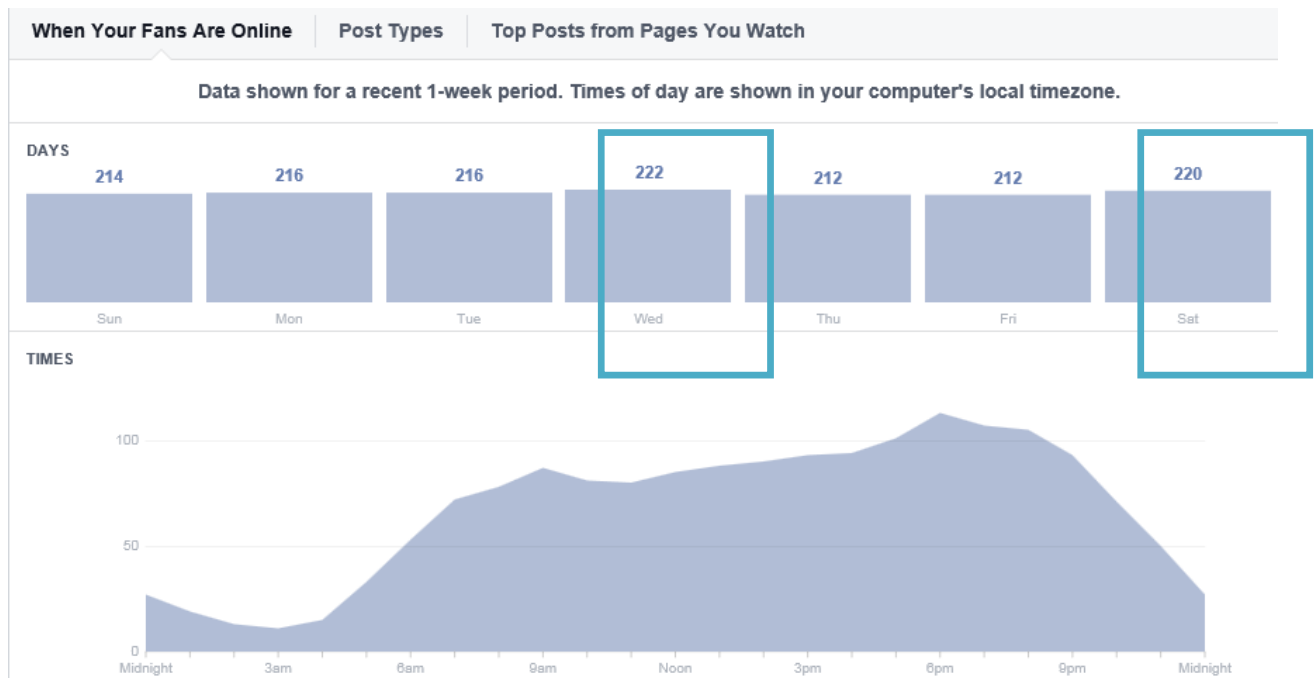 When Your Fans Are Online Post Types Top Posts from Pages You Watch
Data shown for a recent 1-week period. Times of day are shown in your computer's local timezone.
DAYS
214 216 216 222 212 212 220
Sun Mon Tue Wed Thu Fri Sat
TIMES
100
50
0
Midnight 3am 6am 9am Noon 3pm 6pm 9pm Midnight